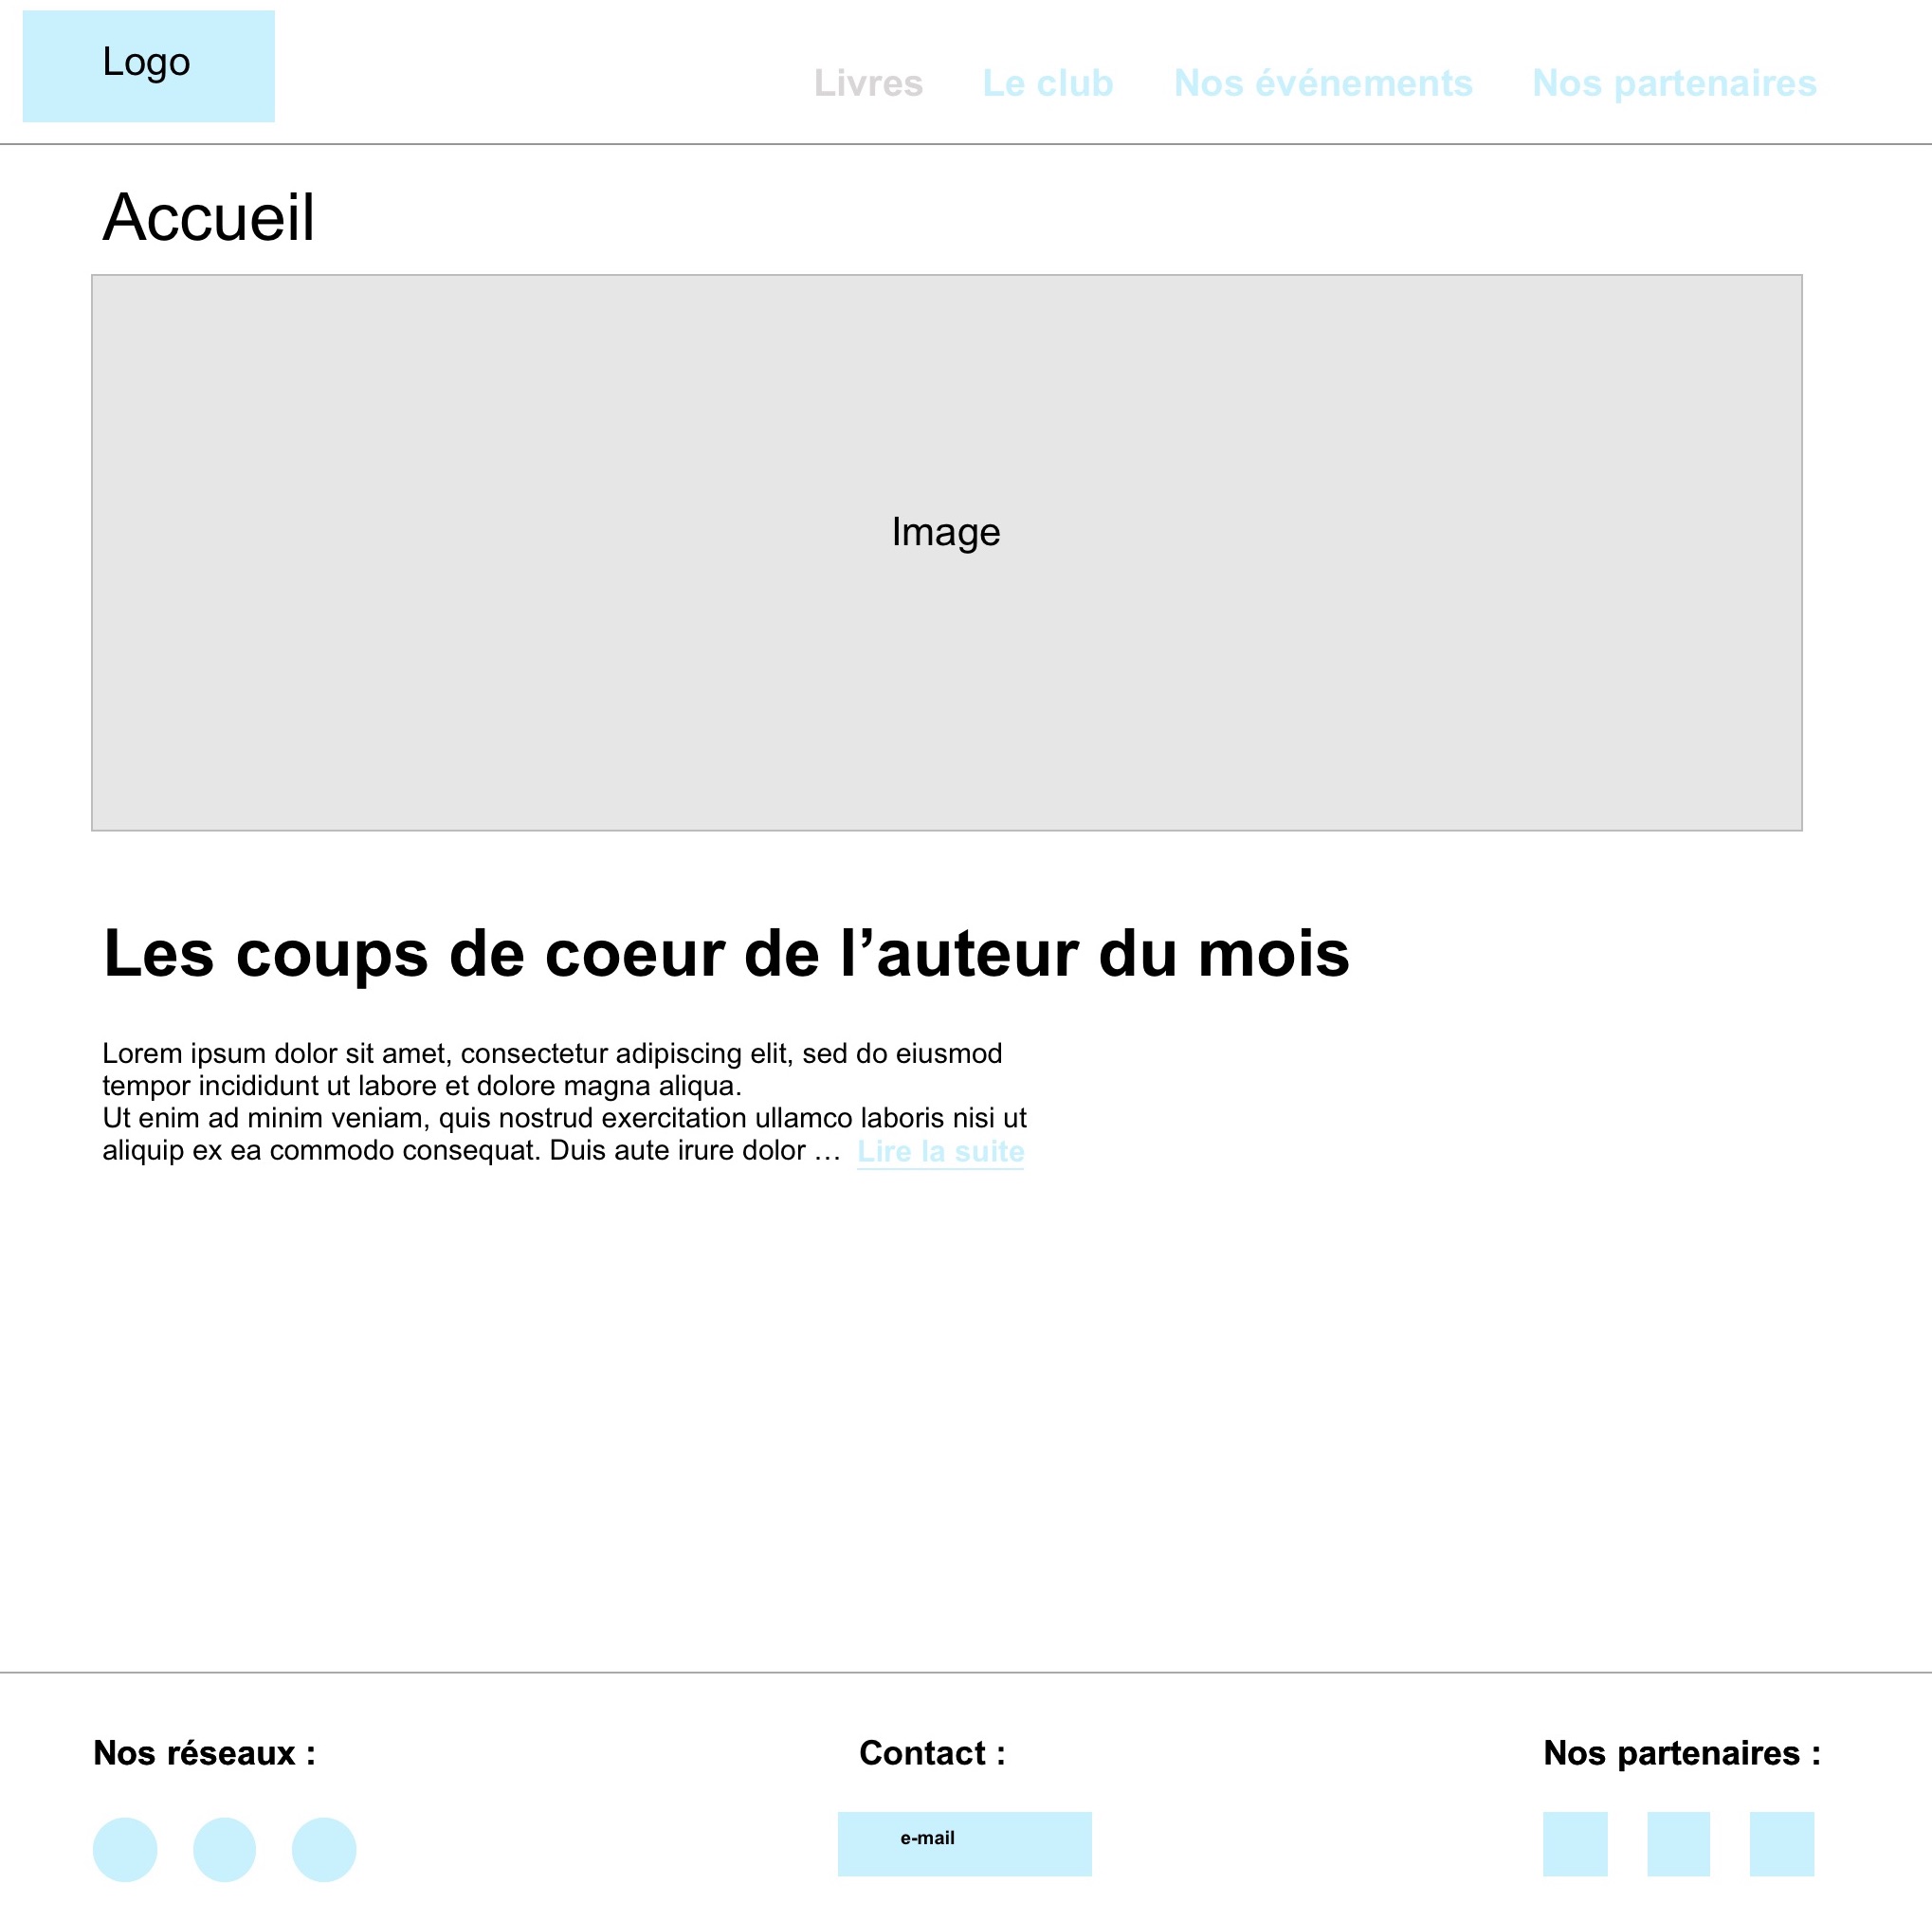 Logo
Livres Le club Nos événements Nos partenaires
Accueil
Image
Les coups de coeur de l’auteur du mois
Lorem ipsum dolor sit amet, consectetur adipiscing elit, sed do eiusmod
tempor incididunt ut labore et dolore magna aliqua.
Ut enim ad minim veniam, quis nostrud exercitation ullamco laboris nisi ut
aliquip ex ea commodo consequat. Duis aute irure dolor … Lire la suite
Nos réseaux : Contact : Nos partenaires :
e-mail